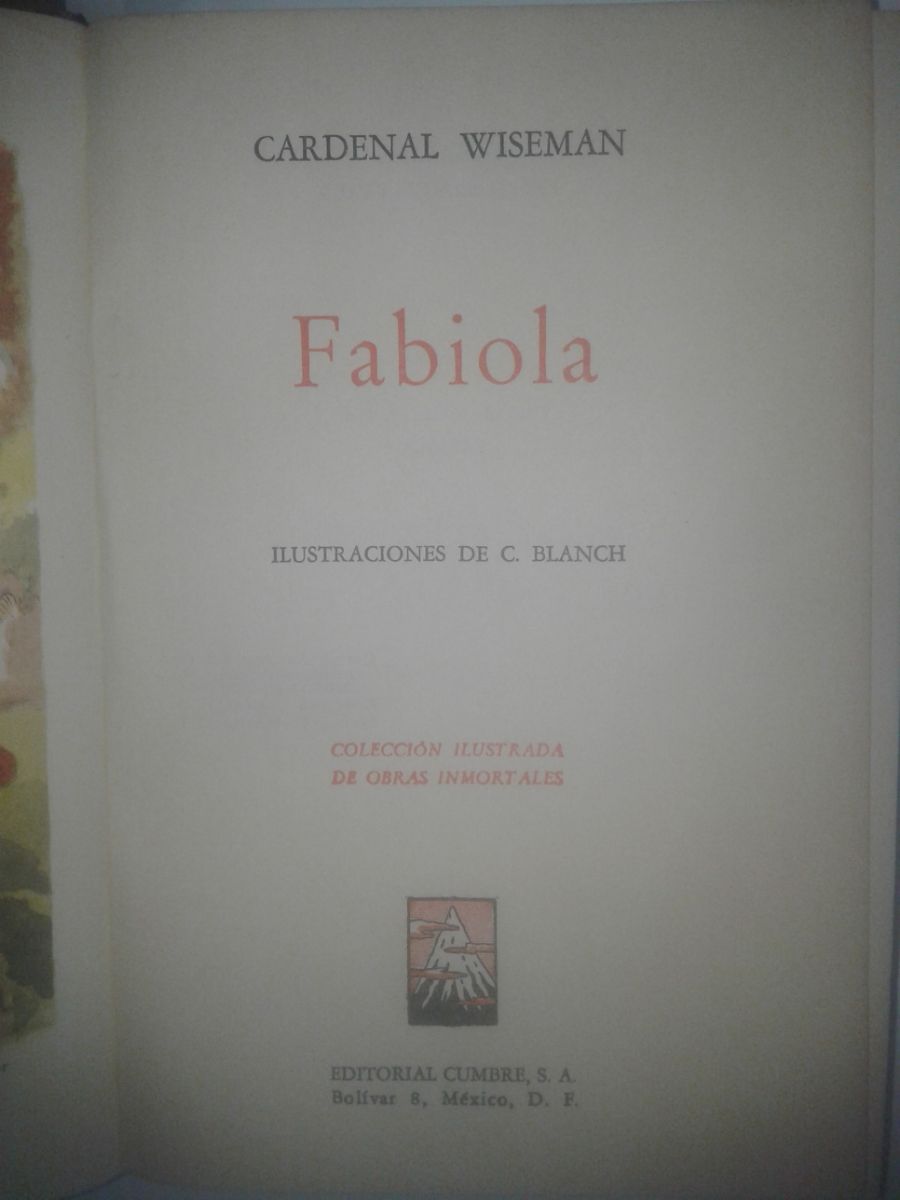 CARDENAL WISEMAN
Fabiola
ILUSTRACIONES DE C. BLANCH
COLECCIÓN ILUSTRADA
DE OBRAS INMORTALES
EDITORIAL CUMBRE, S. A.
Bolívar 8, México, D. F.